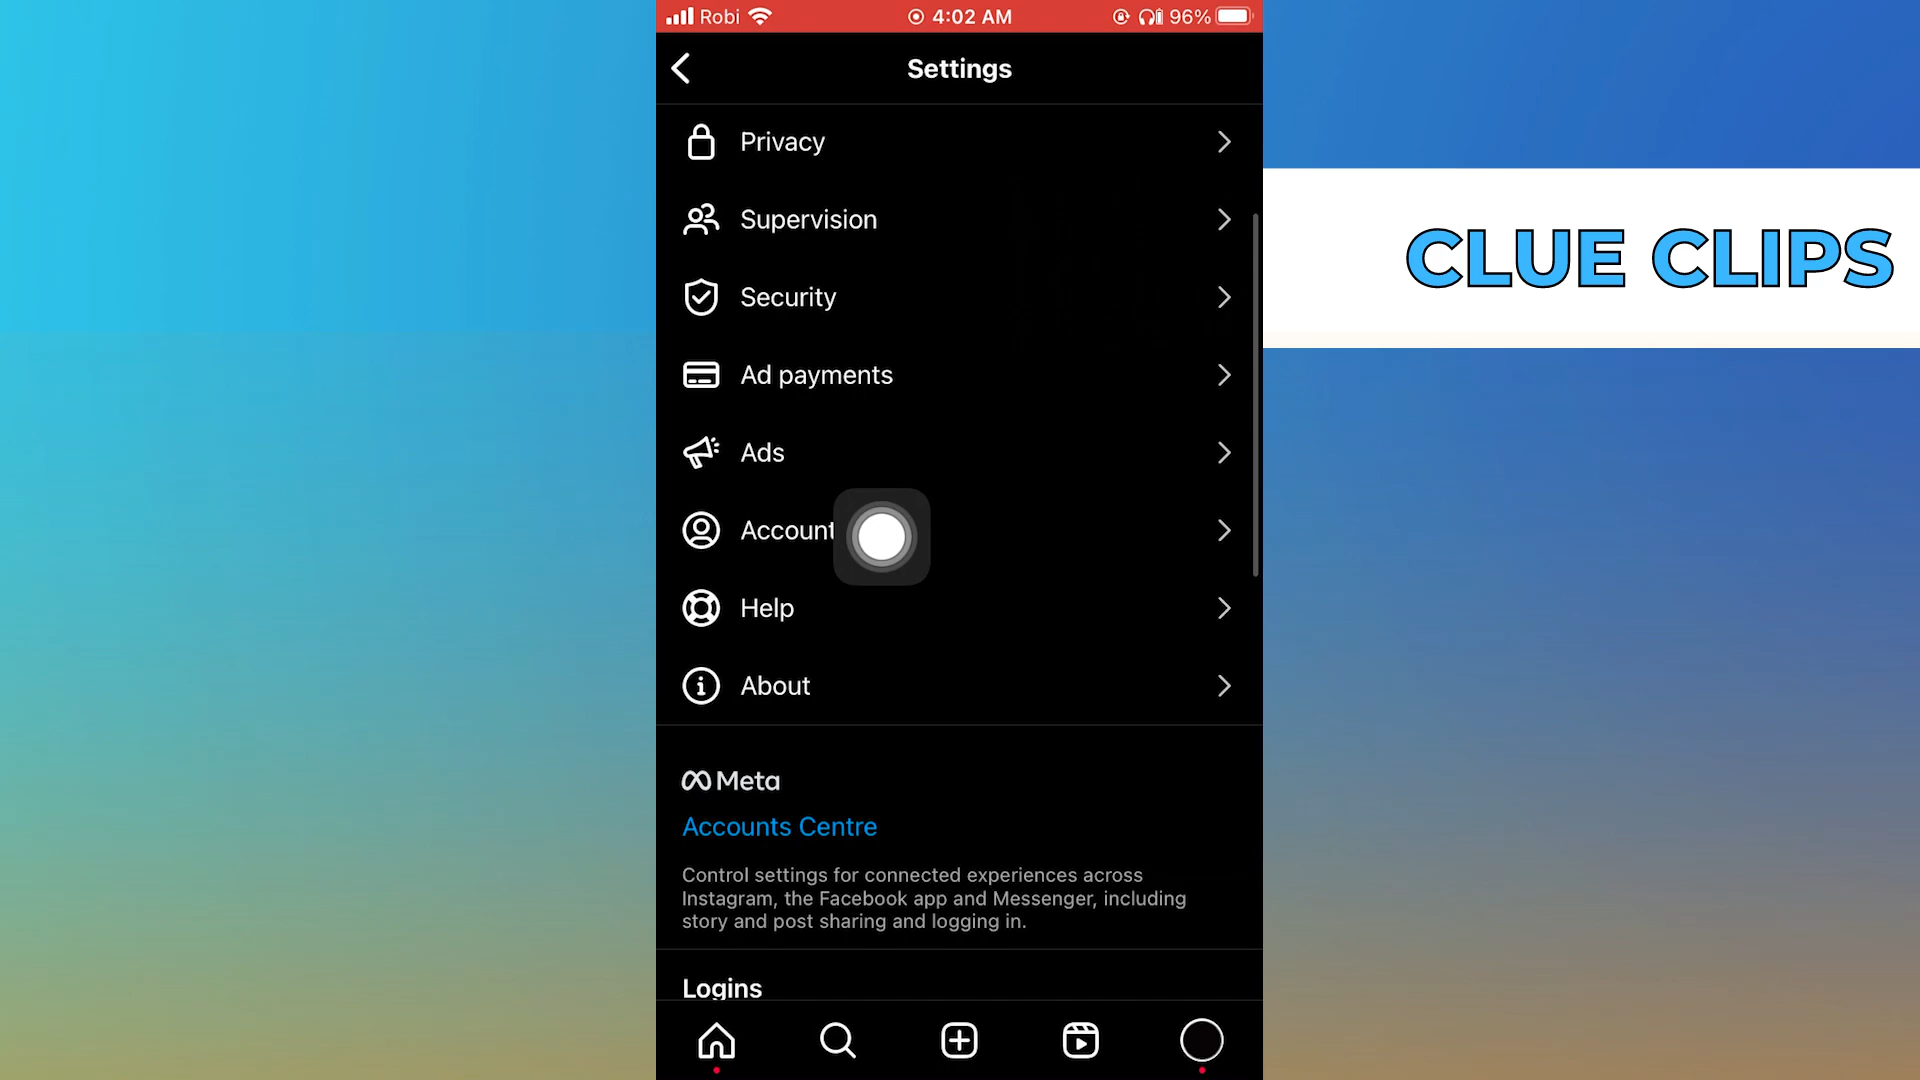 Robi
4:02 AM
96%
Settings
Privacy
Supervision
Security
Ad payments
Ads
Account
Help
About
Meta
Accounts Centre
Control settings for connected experiences across
Instagram, the Facebook app and Messenger, including
story and post sharing and logging in.
Logins
CLUE CLIPS